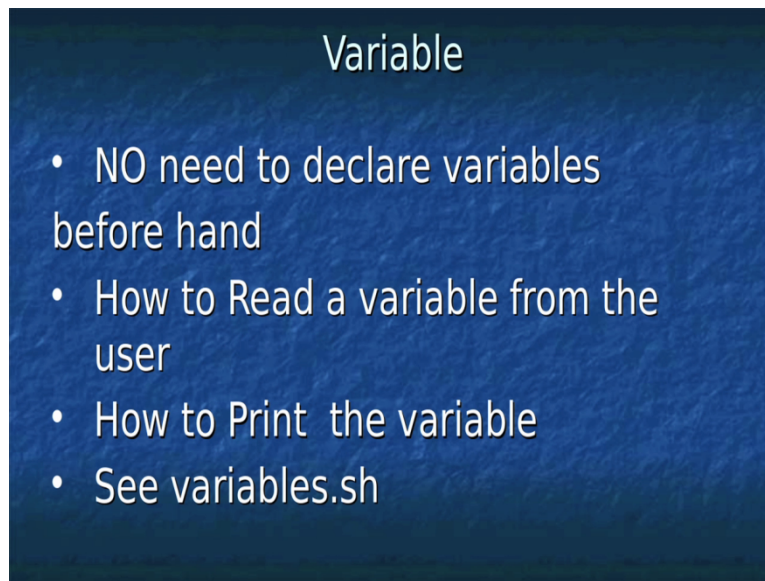 Variable
• NO need to declare variables
before hand
• How to Read a variable from the
user
• How to Print  the variable
• See variables.sh